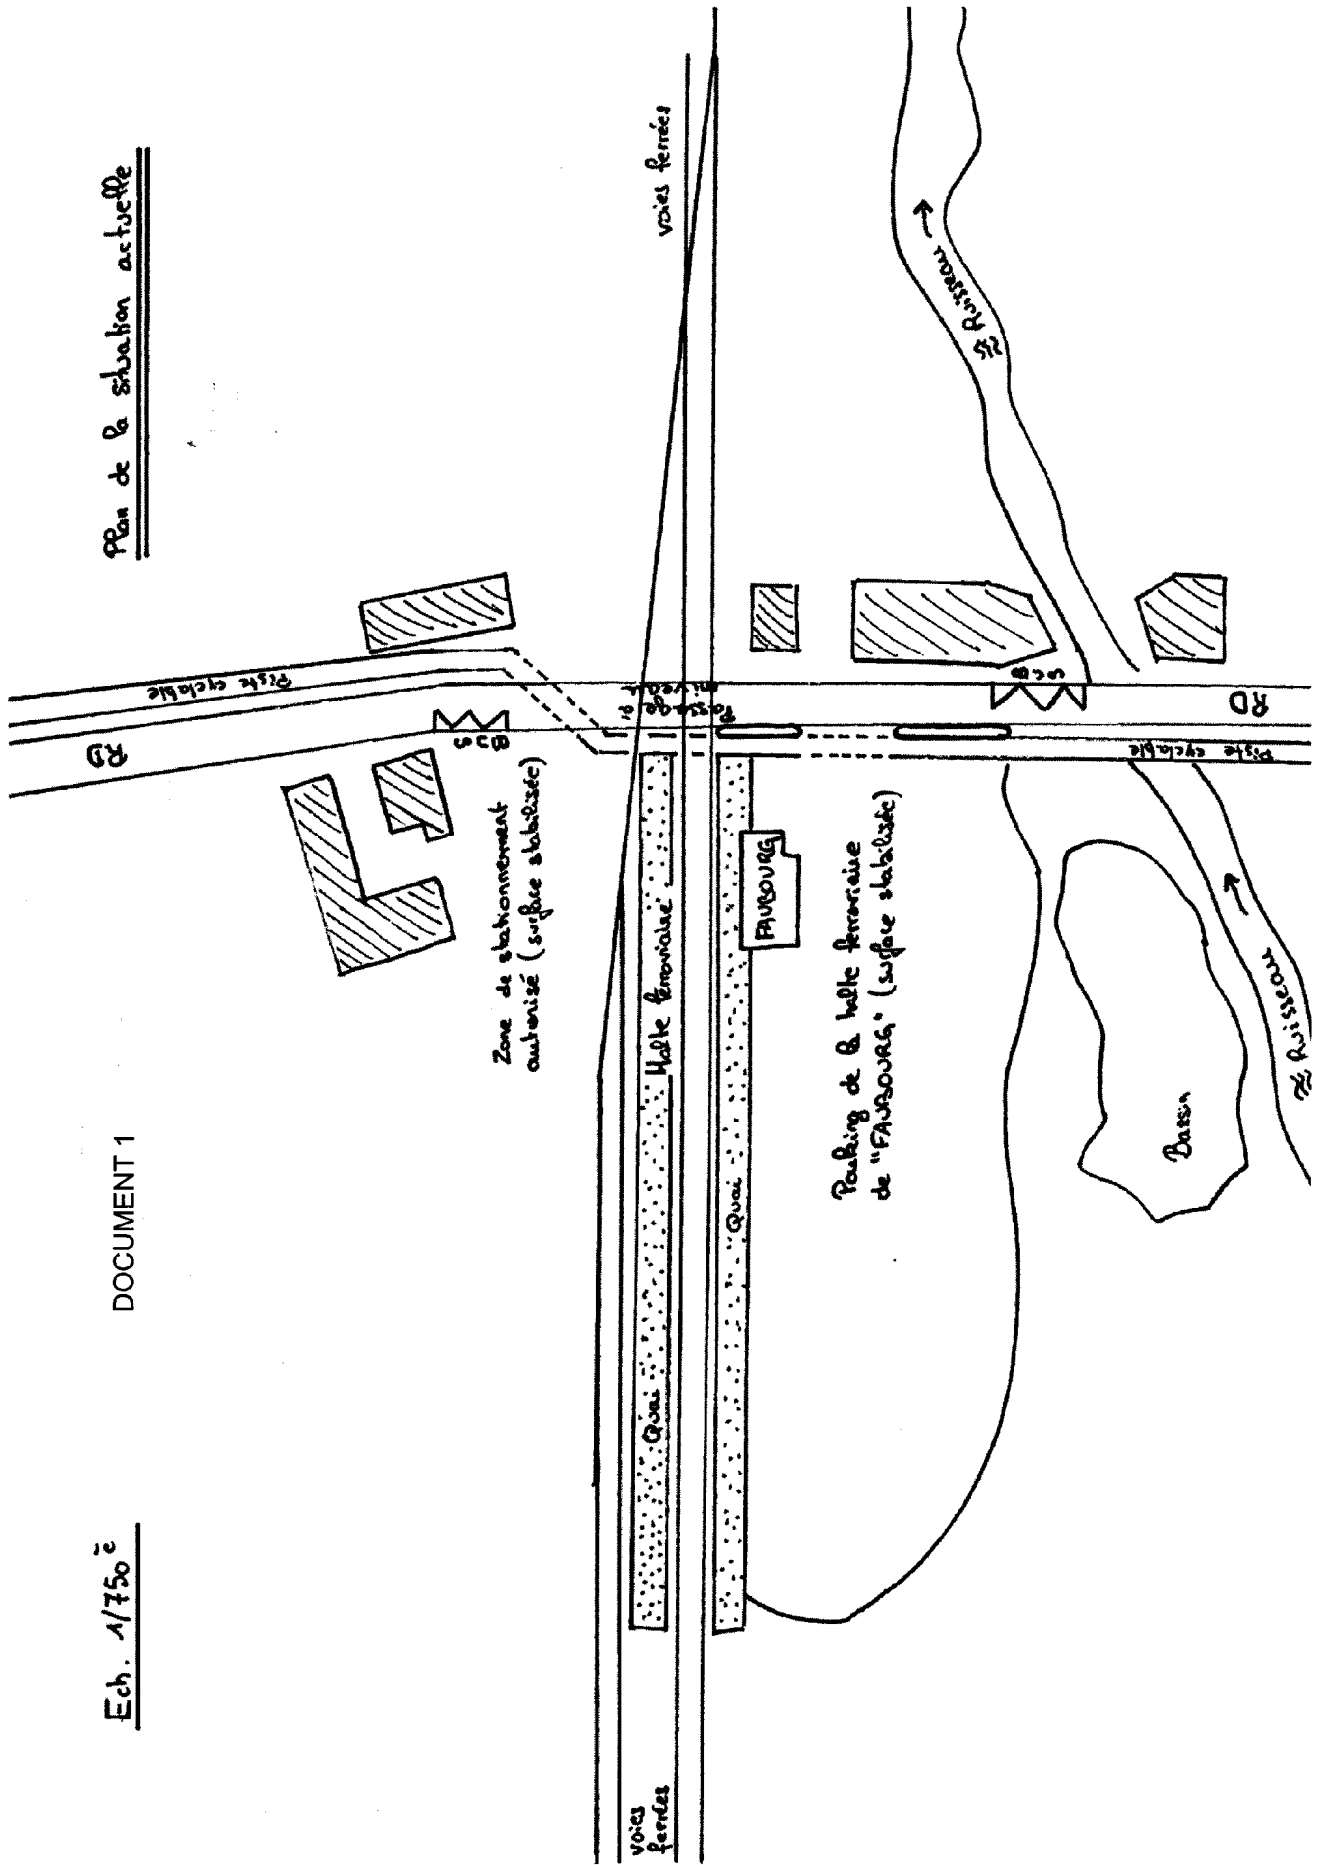 Ech. 1/750è
DOCUMENT 1
Plan de la situation actuelle
RD
Piste cyclable
BUS
Zone de stationnement
autorisé (surface stabilisée)
voies ferrées
Passage à
niveau
voies
ferrées
Quai
Halte ferroviaire
Quai
FAUBOURG
Parking de la halte ferroviaire
de "FAUBOURG" (surface stabilisée)
Ruisseau
BUS
RD
Piste cyclable
Bassin
Ruisseau